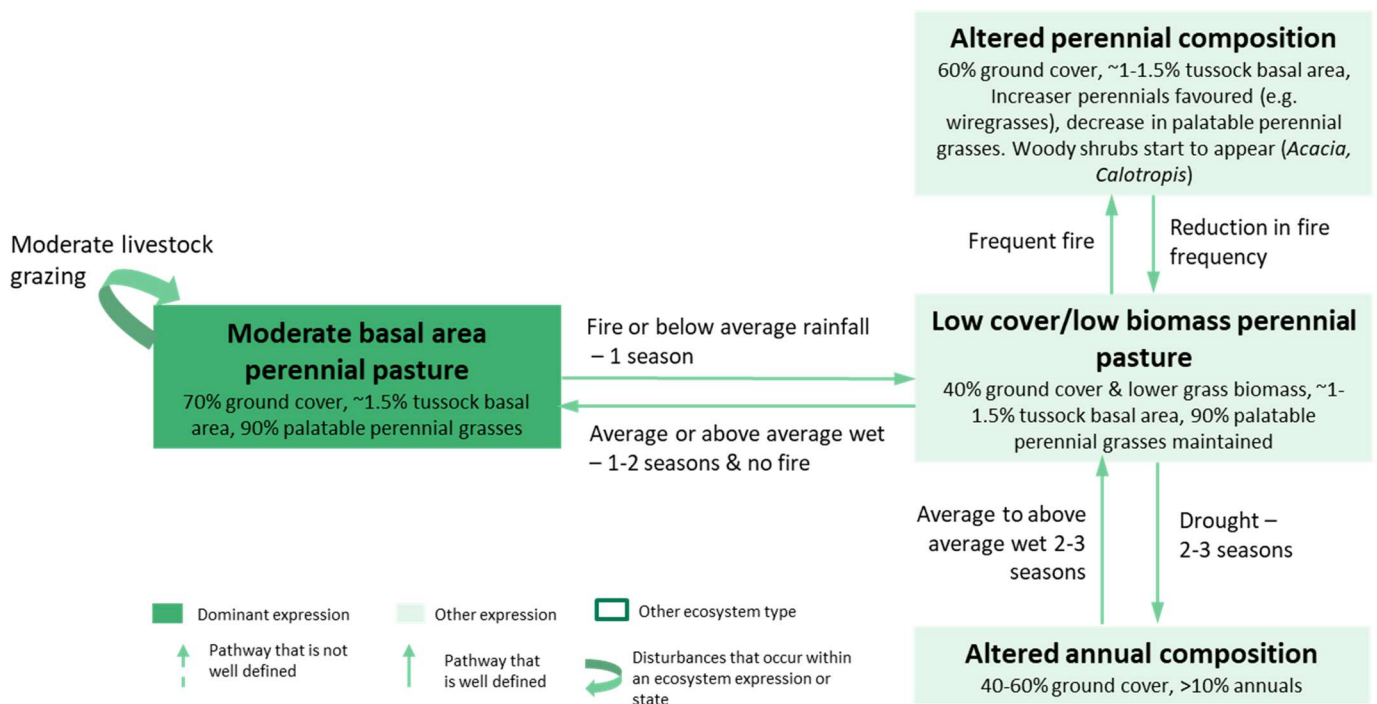 Altered perennial composition
60% ground cover, ~1-1.5% tussock basal area,
Increaser perennials favoured (e.g.
wiregrasses), decrease in palatable perennial
grasses. Woody shrubs start to appear (Acacia,
Calotropis)
Moderate livestock
grazing
Frequent fire
Reduction in fire
frequency
Moderate basal area
perennial pasture
70% ground cover, ~1.5% tussock basal
area, 90% palatable perennial grasses
Fire or below average rainfall
– 1 season
Average or above average wet
– 1-2 seasons & no fire
Low cover/low biomass perennial
pasture
40% ground cover & lower grass biomass, ~1-
1.5% tussock basal area, 90% palatable
perennial grasses maintained
Average to above
average wet 2-3
seasons
Drought –
2-3 seasons
Altered annual composition
40-60% ground cover, >10% annuals
Dominant expression
Other expression
Other ecosystem type
Pathway that is not
well defined
Pathway that
is well defined
Disturbances that occur within
an ecosystem expression or
state